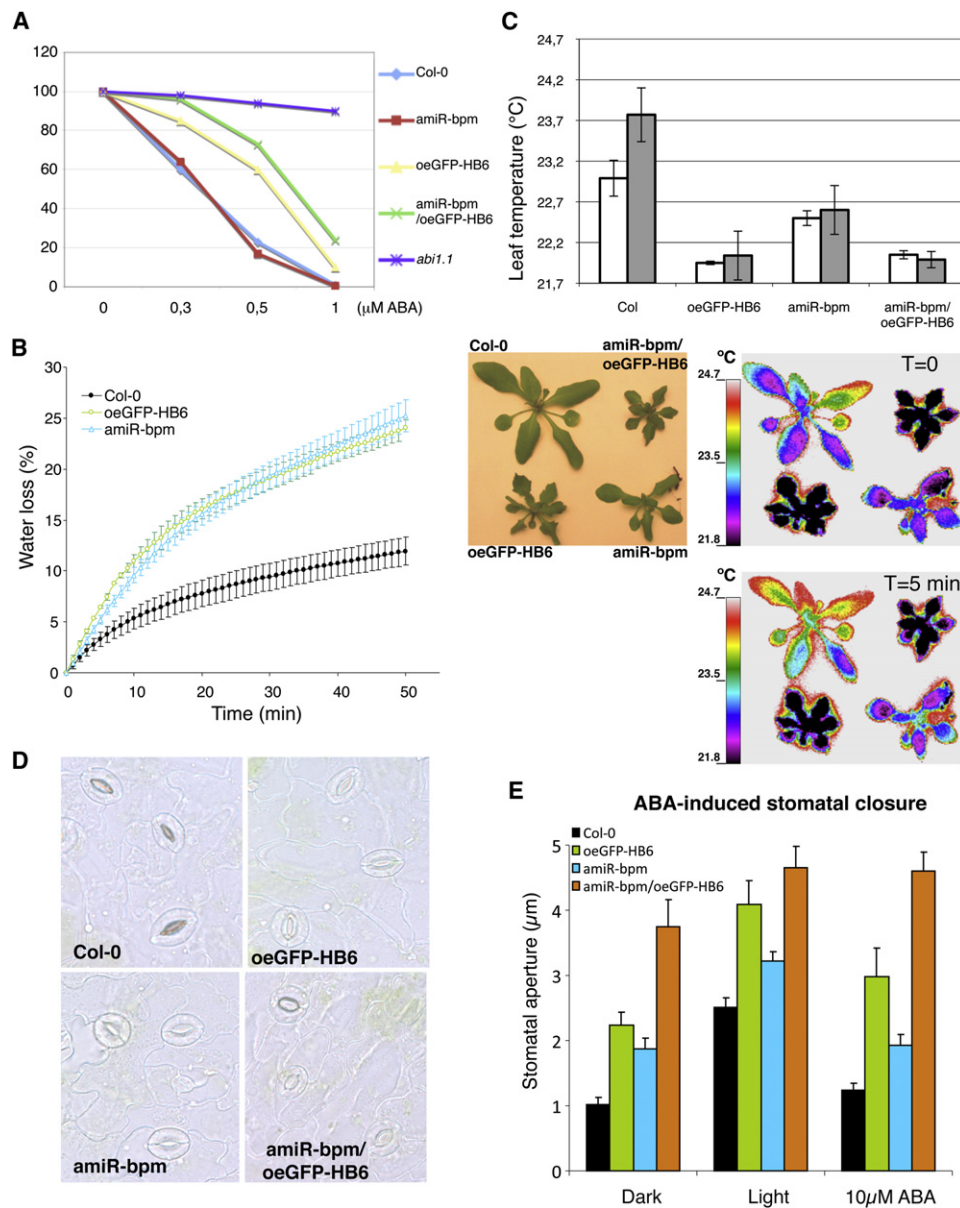 A
120
100
80
60
40
20
0
0 0,3 0,5 1 (µM ABA)
Col-0
amiR-bpm
oeGFP-HB6
amiR-bpm
/oeGFP-HB6
abi1.1
B
30
25
20
15
10
5
0
0 10 20 30 40 50
Water loss (%)
Time (min)
Col-0
oeGFP-HB6
amiR-bpm
C
24,7
24,2
23,7
23,2
22,7
22,2
21,7
Leaf temperature (°C)
Col oeGFP-HB6 amiR-bpm amiR-bpm/
oeGFP-HB6
Col-0 amiR-bpm/
oeGFP-HB6
oeGFP-HB6 amiR-bpm
°C
24.7
23.5
21.8
T=0
°C
24.7
23.5
21.8
T=5 min
D
Col-0
oeGFP-HB6
amiR-bpm
amiR-bpm/
oeGFP-HB6
E
ABA-induced stomatal closure
Col-0
oeGFP-HB6
amiR-bpm
amiR-bpm/oeGFP-HB6
5
4
3
2
1
0
Stomatal aperture (µm)
Dark Light 10µM ABA